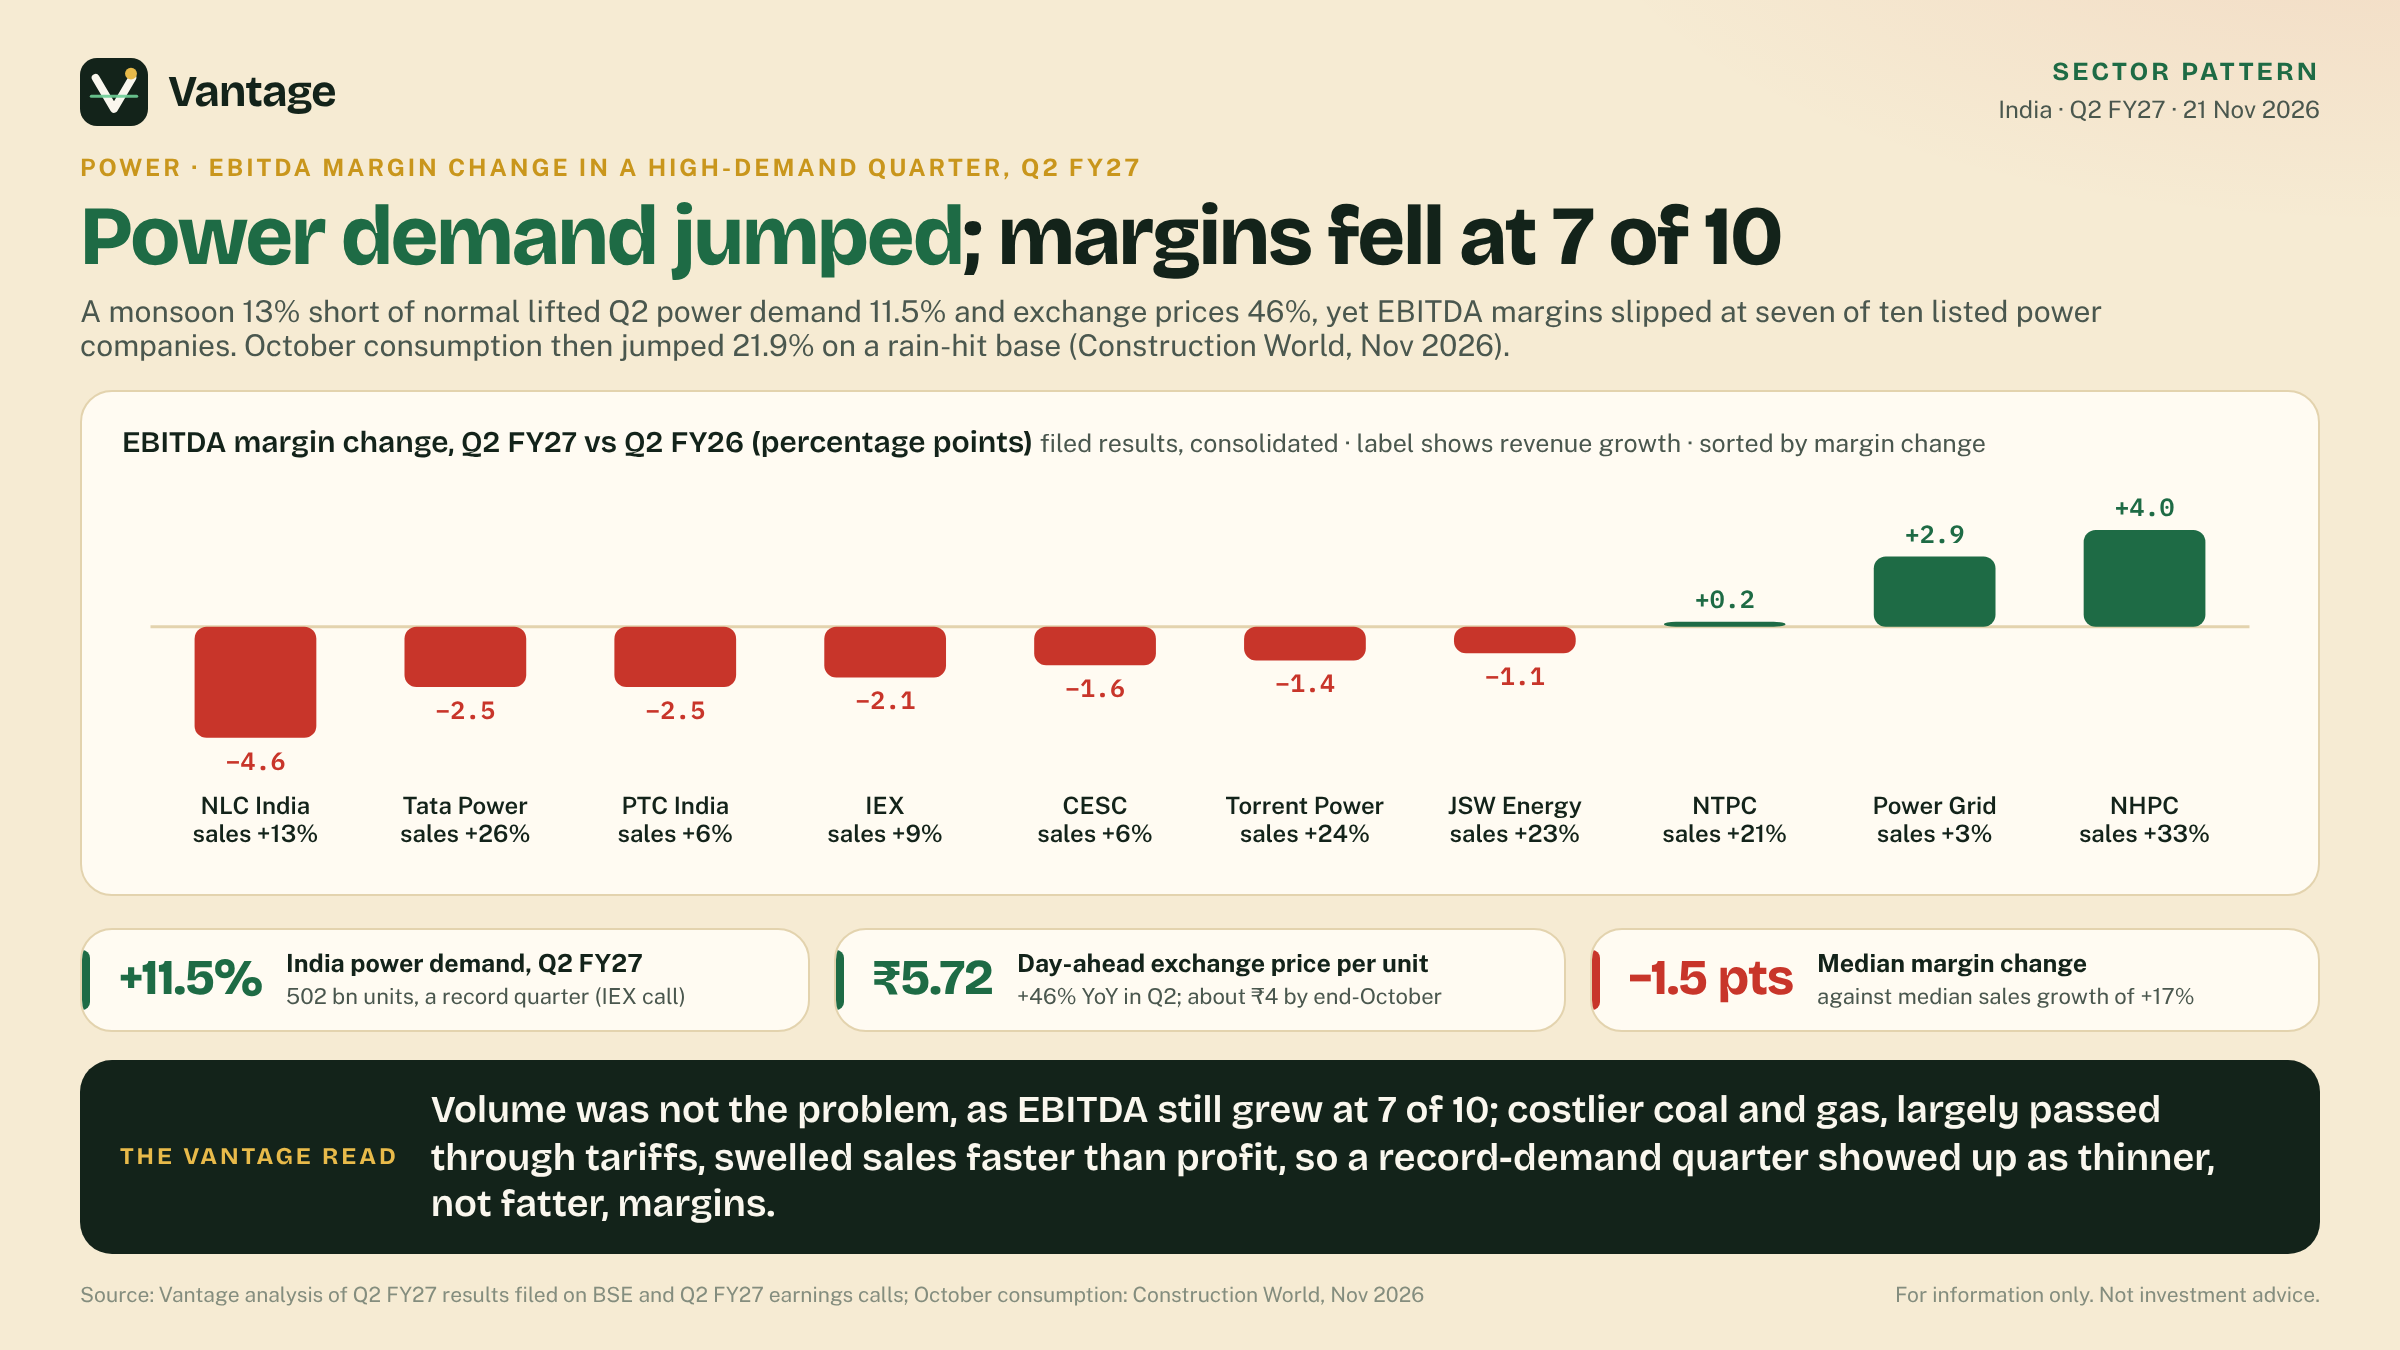 Vantage
SECTOR PATTERN
India · Q2 FY27 · 21 Nov 2026
POWER · EBITDA MARGIN CHANGE IN A HIGH-DEMAND QUARTER, Q2 FY27
Power demand jumped; margins fell at 7 of 10
A monsoon 13% short of normal lifted Q2 power demand 11.5% and exchange prices 46%, yet EBITDA margins slipped at seven of ten listed power
companies. October consumption then jumped 21.9% on a rain-hit base (Construction World, Nov 2026).
EBITDA margin change, Q2 FY27 vs Q2 FY26 (percentage points) filed results, consolidated · label shows revenue growth · sorted by margin change
−4.6
−2.5
−2.5
−2.1
−1.6
−1.4
−1.1
+0.2
+2.9
+4.0
NLC India
sales +13%
Tata Power
sales +26%
PTC India
sales +6%
IEX
sales +9%
CESC
sales +6%
Torrent Power
sales +24%
JSW Energy
sales +23%
NTPC
sales +21%
Power Grid
sales +3%
NHPC
sales +33%
+11.5%
India power demand, Q2 FY27
502 bn units, a record quarter (IEX call)
₹5.72
Day-ahead exchange price per unit
+46% YoY in Q2; about ₹4 by end-October
−1.5 pts
Median margin change
against median sales growth of +17%
THE VANTAGE READ
Volume was not the problem, as EBITDA still grew at 7 of 10; costlier coal and gas, largely passed
through tariffs, swelled sales faster than profit, so a record-demand quarter showed up as thinner,
not fatter, margins.
Source: Vantage analysis of Q2 FY27 results filed on BSE and Q2 FY27 earnings calls; October consumption: Construction World, Nov 2026
For information only. Not investment advice.